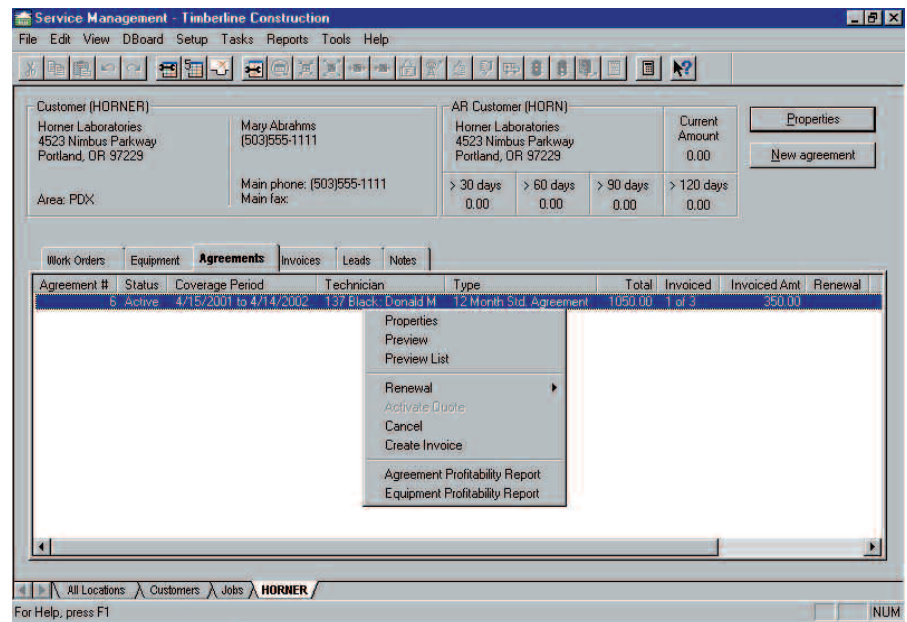 Service Management - Timberline Construction
File Edit View DBoard Setup Tasks Reports Tools Help
Customer (HORNER)
Horner Laboratories
4523 Nimbus Parkway
Portland, OR 97229
Area: PDX
Mary Abrahms
(503)555-1111
Main phone: (503)555-1111
Main fax:
AR Customer (HORN)
Horner Laboratories
4523 Nimbus Parkway
Portland, OR 97229
Current
Amount
0.00
> 30 days > 60 days > 90 days > 120 days
0.00 0.00 0.00 0.00
Properties
New agreement
Work Orders Equipment Agreements Invoices Leads Notes
Agreement # Status Coverage Period Technician Type Total Invoiced Invoiced Amt Renewal
6 Active 4/15/2001 to 4/14/2002 137 Black: Donald M 12 Month Std. Agreement 1050.00 1 of 3 350.00
Properties
Preview
Preview List
Renewal
Activate Quote
Cancel
Create Invoice
Agreement Profitability Report
Equipment Profitability Report
All Locations Customers Jobs HORNER
For Help, press F1
NUM